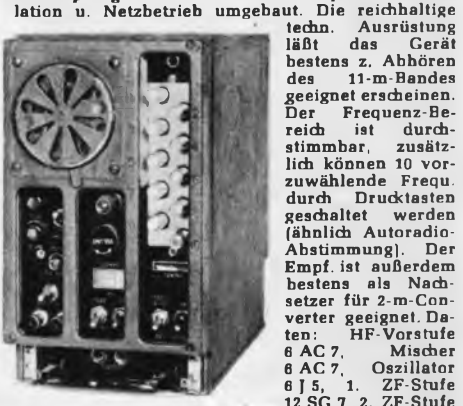 lation u. Netzbetrieb umgebaut. Die reichhaltige
techn. Ausrüstung
läßt das Gerät
bestens z. Abhören
des 11-m-Bandes
geeignet erscheinen.
Der Frequenz-Be-
reich ist durch-
stimmbar, zusätz-
lich können 10 vor-
zuwählende Frequ.
durch Drucktasten
geschaltet werden
(ähnlich Autoradio-
Abstimmung). Der
Empf. ist außerdem
bestens als Nach-
setzer für 2-m-Con-
verter geeignet. Da-
ten: HF-Vorstufe
6 AC 7, Mischer
6 AC 7, Oszillator
6 J 5, 1. ZF-Stufe
12 SG 7, 2. ZF-Stufe